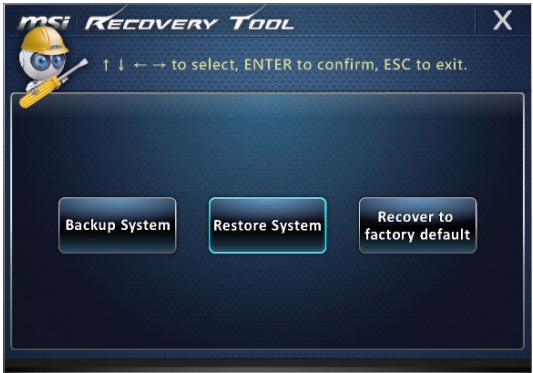 msi RECOVERY TOOL X
↑ ↓ ← → to select, ENTER to confirm, ESC to exit.
Backup System
Restore System
Recover to
factory default